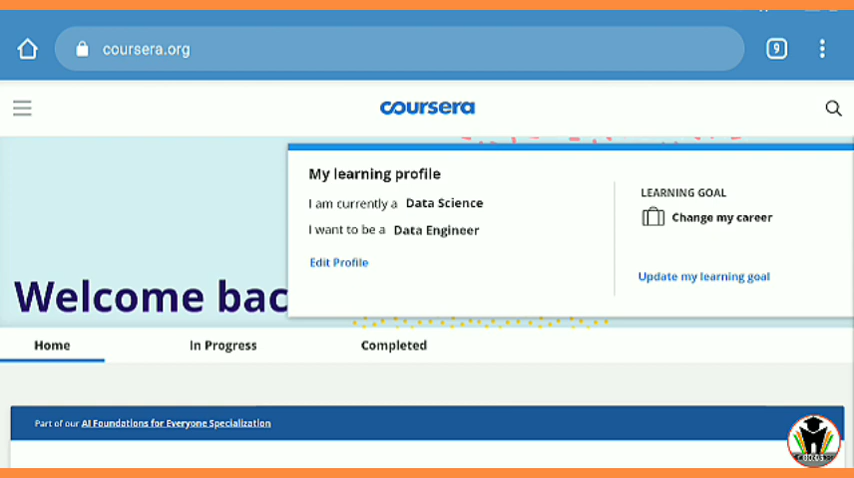 9
coursera.org
coursera
My learning profile
I am currently a Data Science
I want to be a Data Engineer
Edit Profile
LEARNING GOAL
Change my career
Update my learning goal
Welcome bac
Home
In Progress
Completed
Part of our AI Foundations for Everyone Specialization